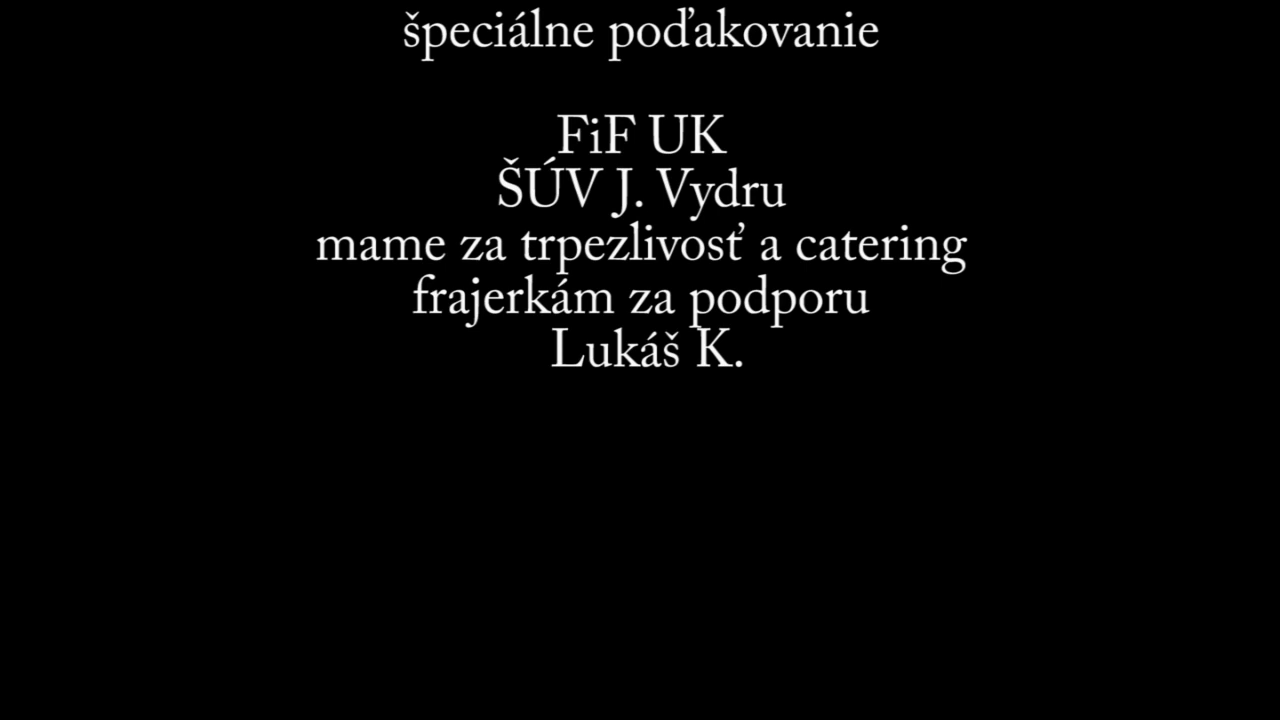 špeciálne poďakovanie
FiF UK
ŠÚV J. Vydru
mame za trpezlivosť a catering
frajerkám za podporu
Lukáš K.